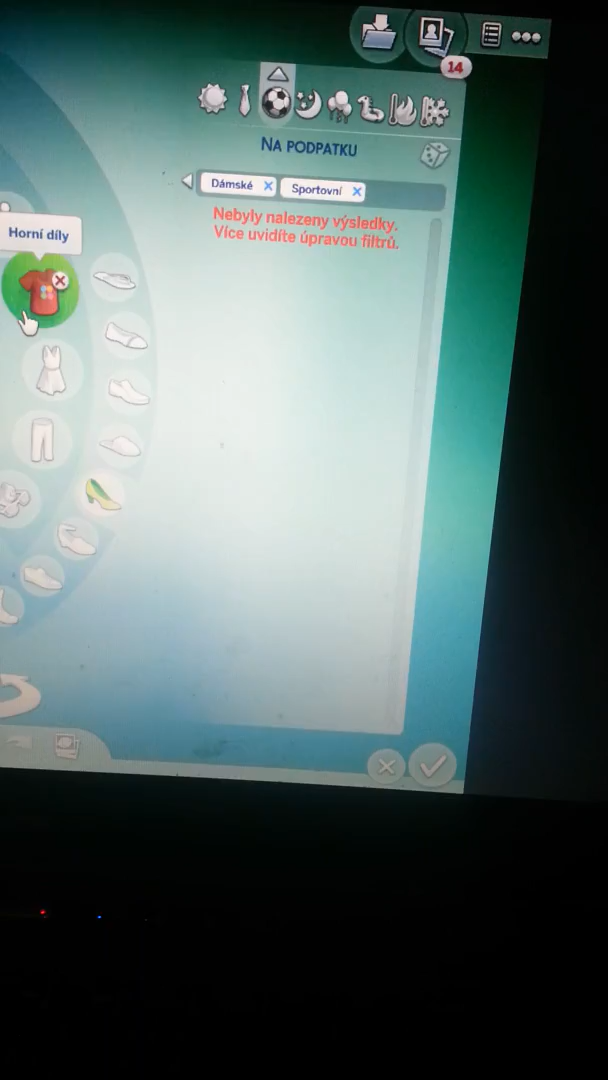 14
NA PODPATKU
Dámské
Sportovní
Nebyly nalezeny výsledky.
Více uvidíte úpravou filtrů.
Horní díly